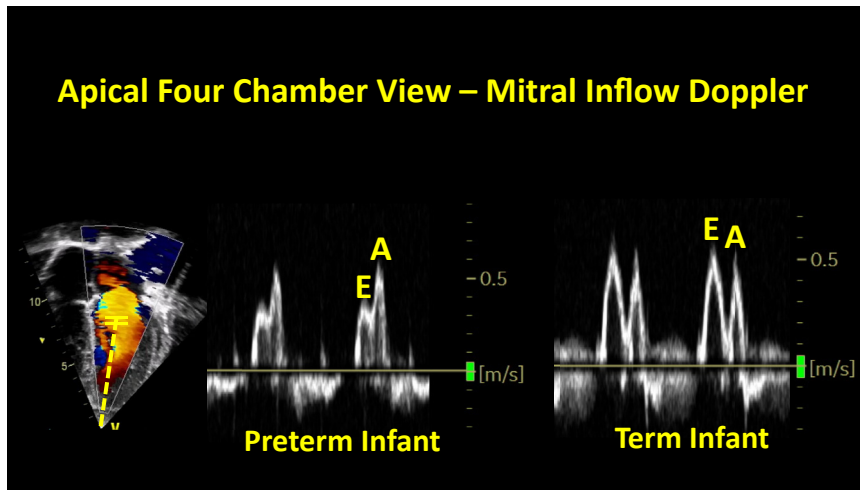 Apical Four Chamber View – Mitral Inflow Doppler
10
5
V
A
E
0.5
[m/s]
Preterm Infant
E
A
0.5
[m/s]
Term Infant